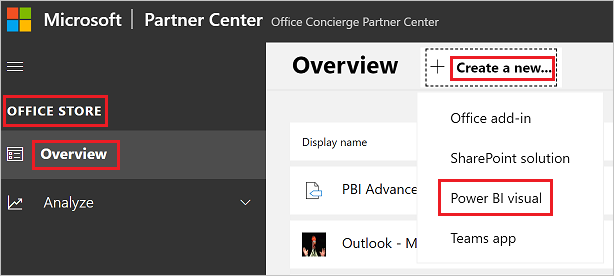 Microsoft Partner Center Office Concierge Partner Center
OFFICE STORE
Overview
Analyze
Overview
+ Create a new...
Office add-in
SharePoint solution
Power BI visual
Teams app
Display name
PBI Advance
Outlook - M